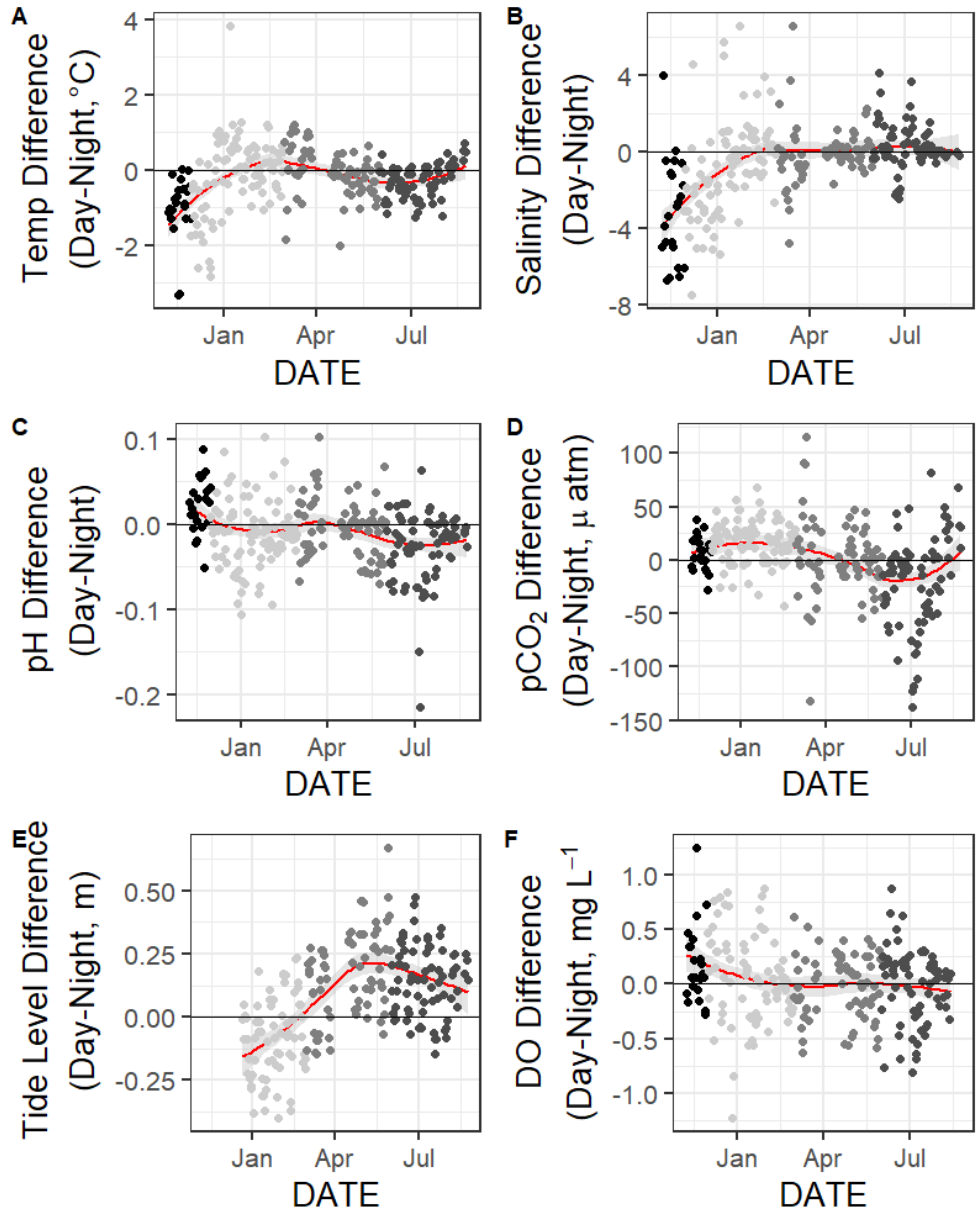 A
Temp Difference
(Day-Night, °C)
4
2
0
-2
Jan
Apr
Jul
DATE
B
Salinity Difference
(Day-Night)
4
0
-4
-8
Jan
Apr
Jul
DATE
C
pH Difference
(Day-Night)
0.1
0.0
-0.1
-0.2
Jan
Apr
Jul
DATE
D
pCO₂ Difference
(Day-Night, μ atm)
100
50
0
-50
-100
-150
Jan
Apr
Jul
DATE
E
Tide Level Difference
(Day-Night, m)
0.50
0.25
0.00
-0.25
Jan
Apr
Jul
DATE
F
DO Difference
(Day-Night, mg L⁻¹
1.0
0.5
0.0
-0.5
-1.0
Jan
Apr
Jul
DATE